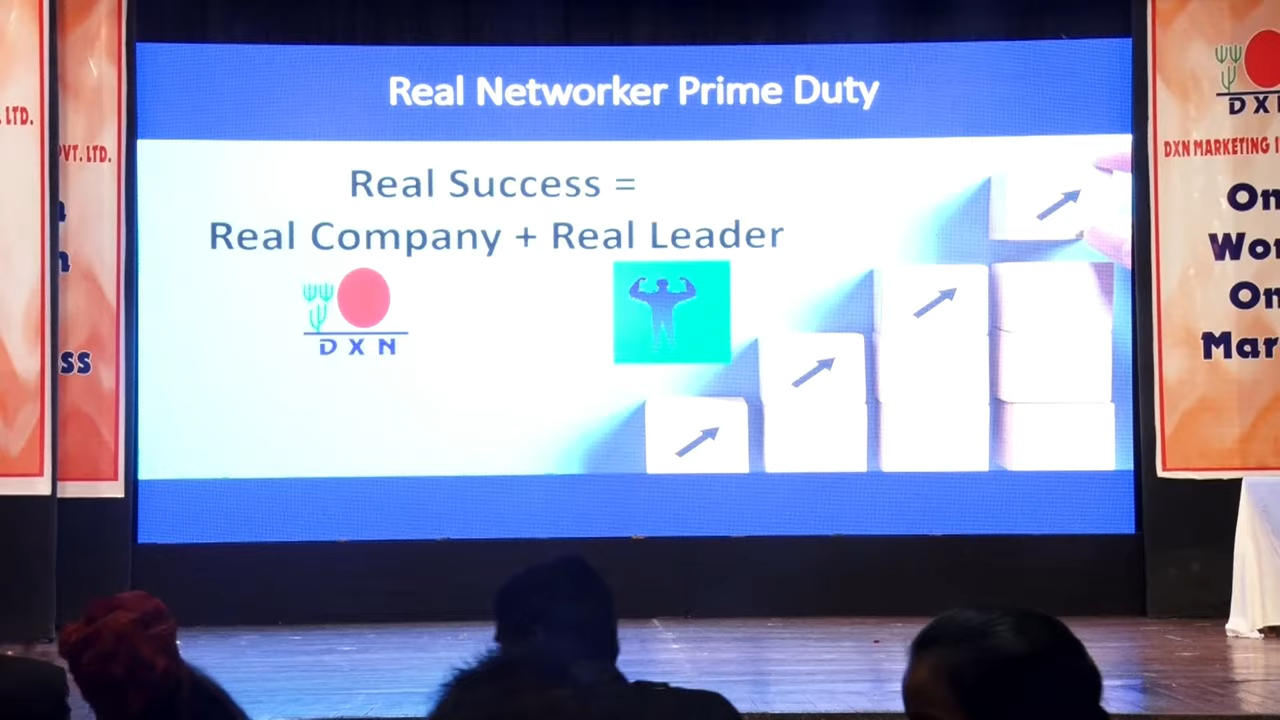 Real Networker Prime Duty
Real Success =
Real Company + Real Leader
DXN
LTD.
PVT. LTD.
ss
DX
DXN MARKETING
On
Wor
On
Mar